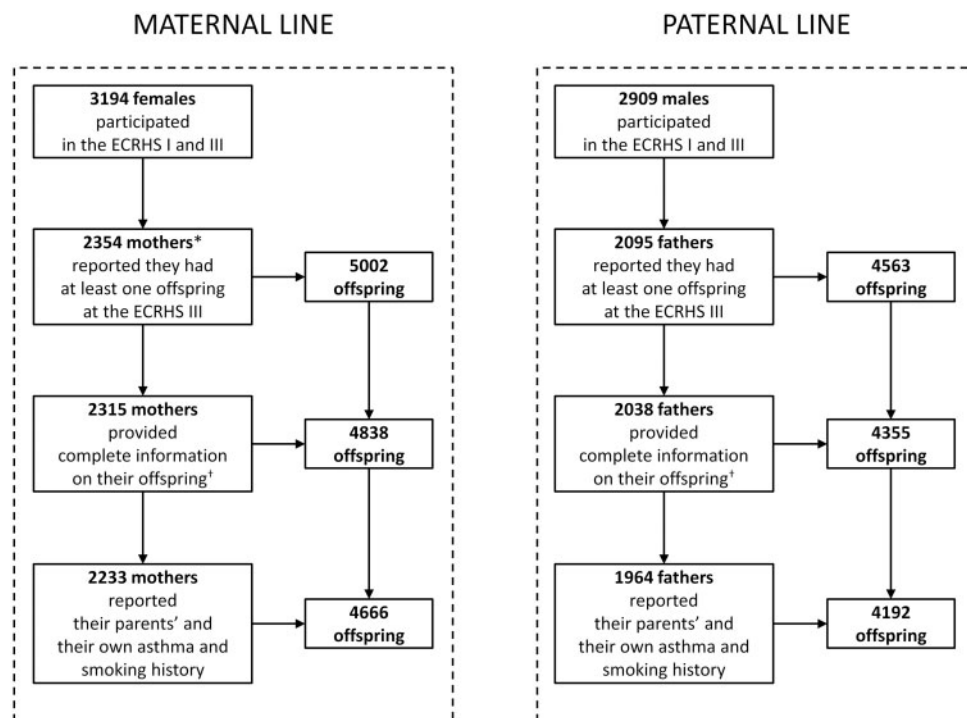 MATERNAL LINE
3194 females
participated
in the ECRHS I and III
2354 mothers*
reported they had
at least one offspring
at the ECRHS III
5002
offspring
2315 mothers
provided
complete information
on their offspring†
4838
offspring
2233 mothers
reported
their parents’ and
their own asthma and
smoking history
4666
offspring
PATERNAL LINE
2909 males
participated
in the ECRHS I and III
2095 fathers
reported they had
at least one offspring
at the ECRHS III
4563
offspring
2038 fathers
provided
complete information
on their offspring†
4355
offspring
1964 fathers
reported
their parents’ and
their own asthma and
smoking history
4192
offspring